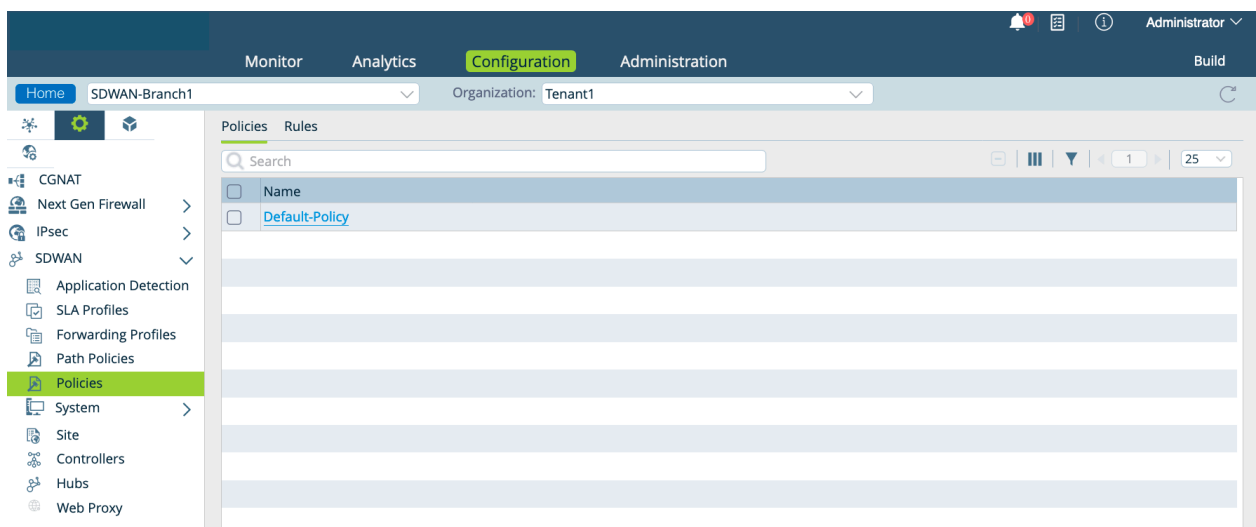 0
Administrator
Monitor Analytics Configuration Administration Build
Home SDWAN-Branch1 Organization: Tenant1
Policies Rules
Search 1 25
Name
Default-Policy
CGNAT
Next Gen Firewall
IPsec
SDWAN
Application Detection
SLA Profiles
Forwarding Profiles
Path Policies
Policies
System
Site
Controllers
Hubs
Web Proxy